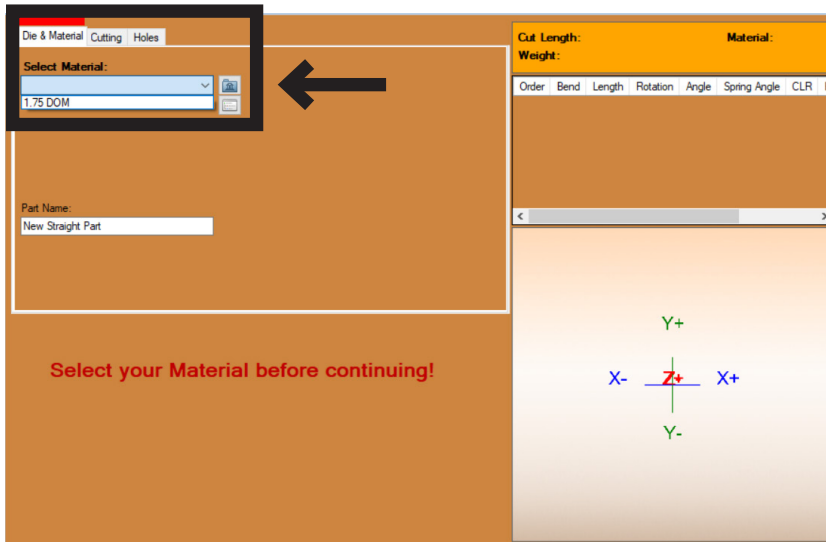 Die & Material Cutting Holes
Select Material:
1.75 DOM
Part Name:
New Straight Part
Select your Material before continuing!
Cut Length: Material:
Weight:
Order Bend Length Rotation Angle Spring Angle CLR
Y+
X- Z+ X+
Y-